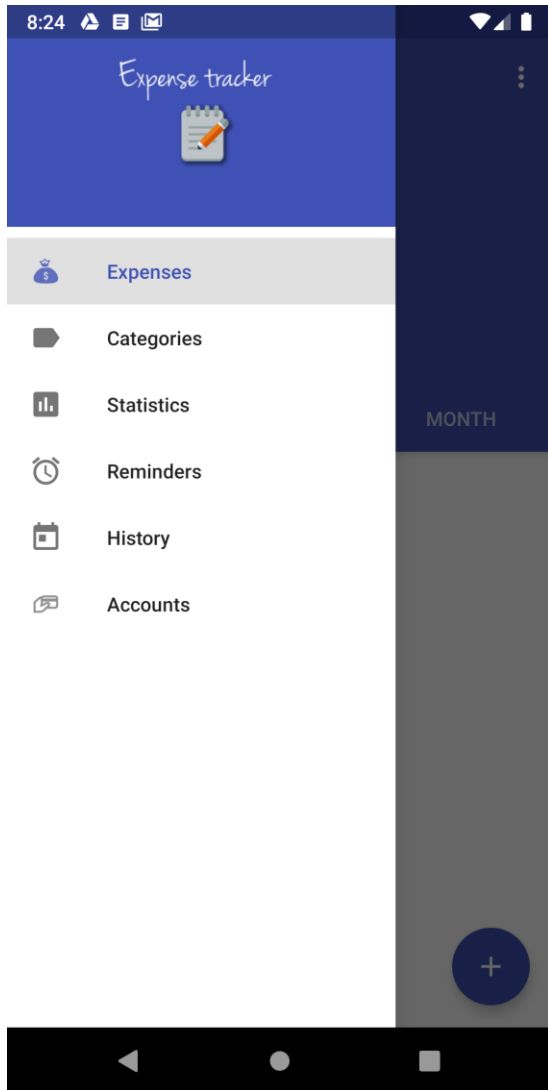 8:24
Expense tracker
Expenses
Categories
Statistics
MONTH
Reminders
History
Accounts